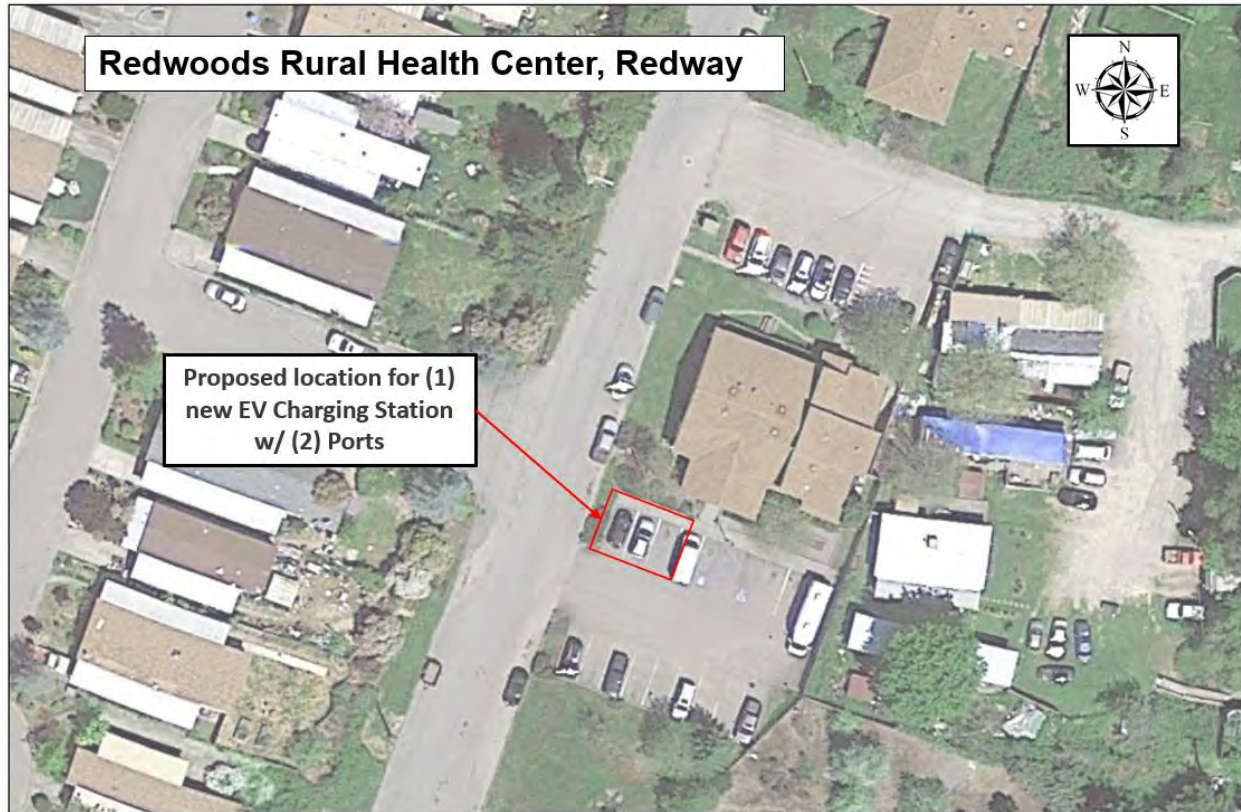 Redwoods Rural Health Center, Redway
N
W E
S
Proposed location for (1)
new EV Charging Station
w/ (2) Ports